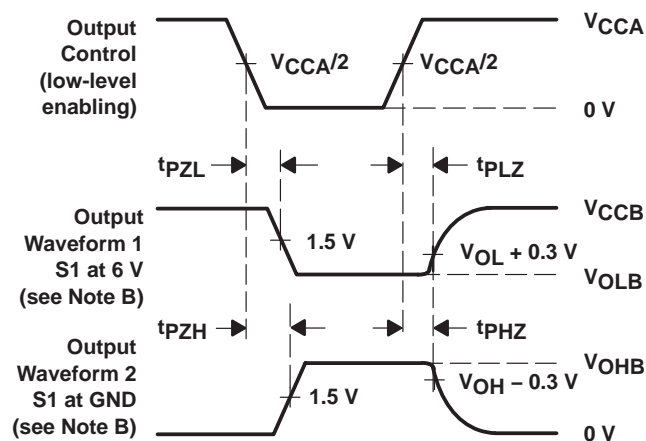 Output
Control
(low-level
enabling)
VCCA
VCCA/2
VCCA/2
0 V
tPZL
tPLZ
Output
Waveform 1
S1 at 6 V
(see Note B)
VCCB
1.5 V
VOL + 0.3 V
VOLB
tPZH
tPHZ
Output
Waveform 2
S1 at GND
(see Note B)
VOHB
1.5 V
VOH − 0.3 V
0 V